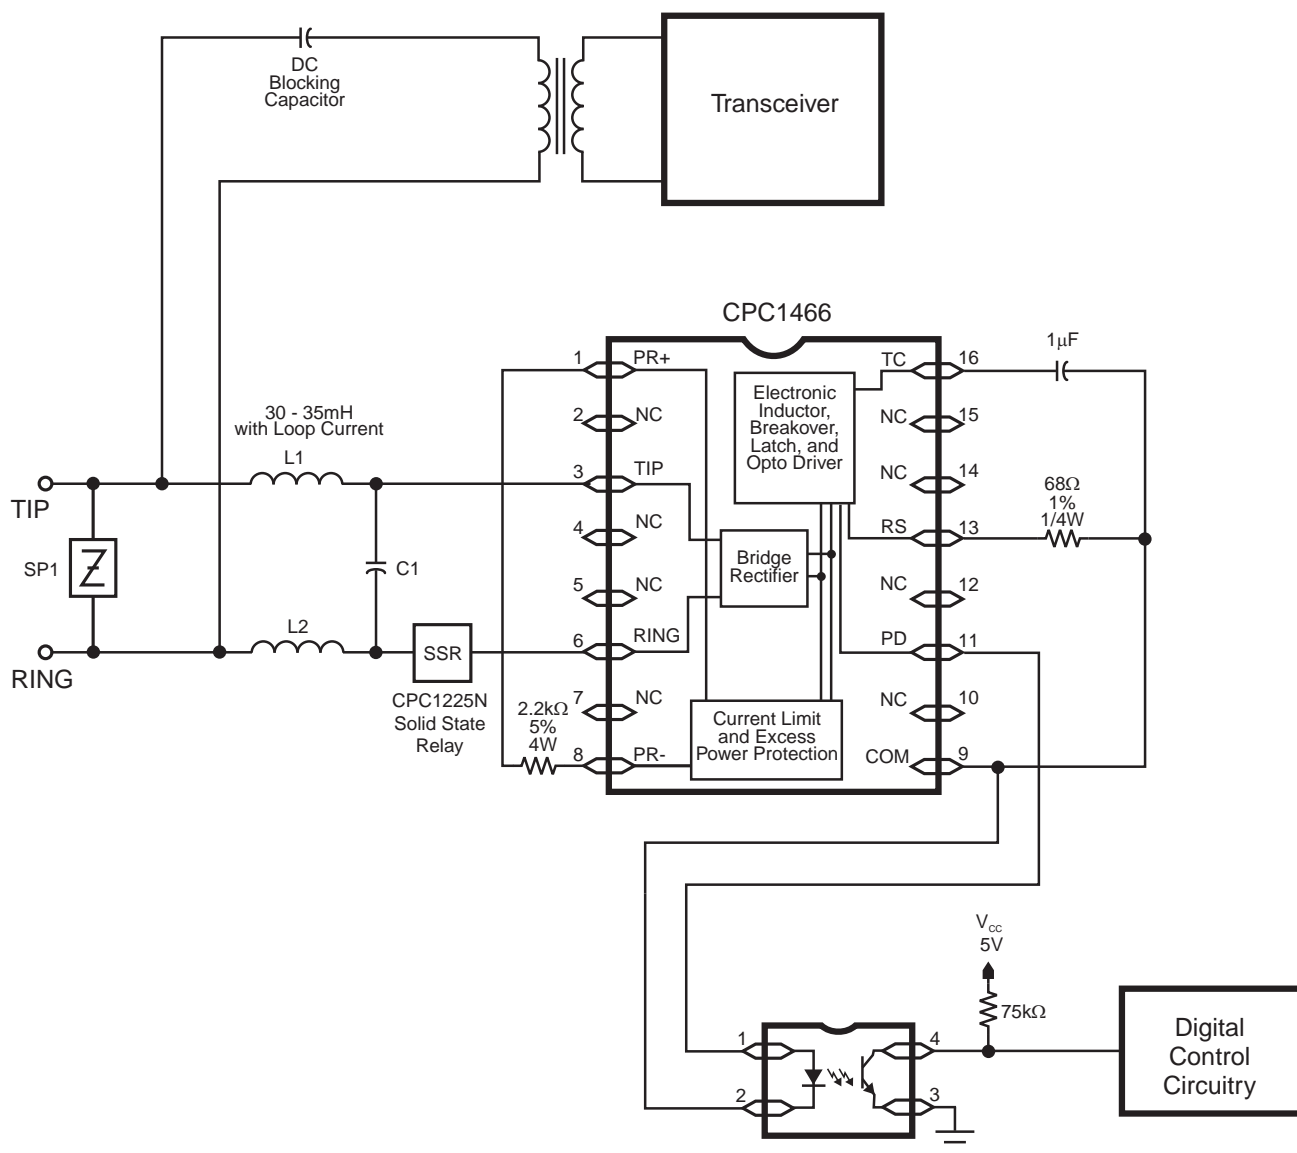 DC
Blocking
Capacitor
Transceiver
CPC1466
1
PR+
TC
16
1μF
Electronic
Inductor,
Breakover,
Latch, and
Opto Driver
2
NC
NC
15
30 - 35mH
with Loop Current
L1
3
TIP
NC
14
TIP
4
NC
RS
13
68Ω
1%
1/4W
SP1
C1
Bridge
Rectifier
5
NC
NC
12
L2
6
RING
PD
11
RING
SSR
CPC1225N
Solid State
Relay
7
NC
NC
10
2.2kΩ
5%
4W
Current Limit
and Excess
Power Protection
8
PR-
COM
9
VCC
5V
75kΩ
1
4
2
3
Digital
Control
Circuitry